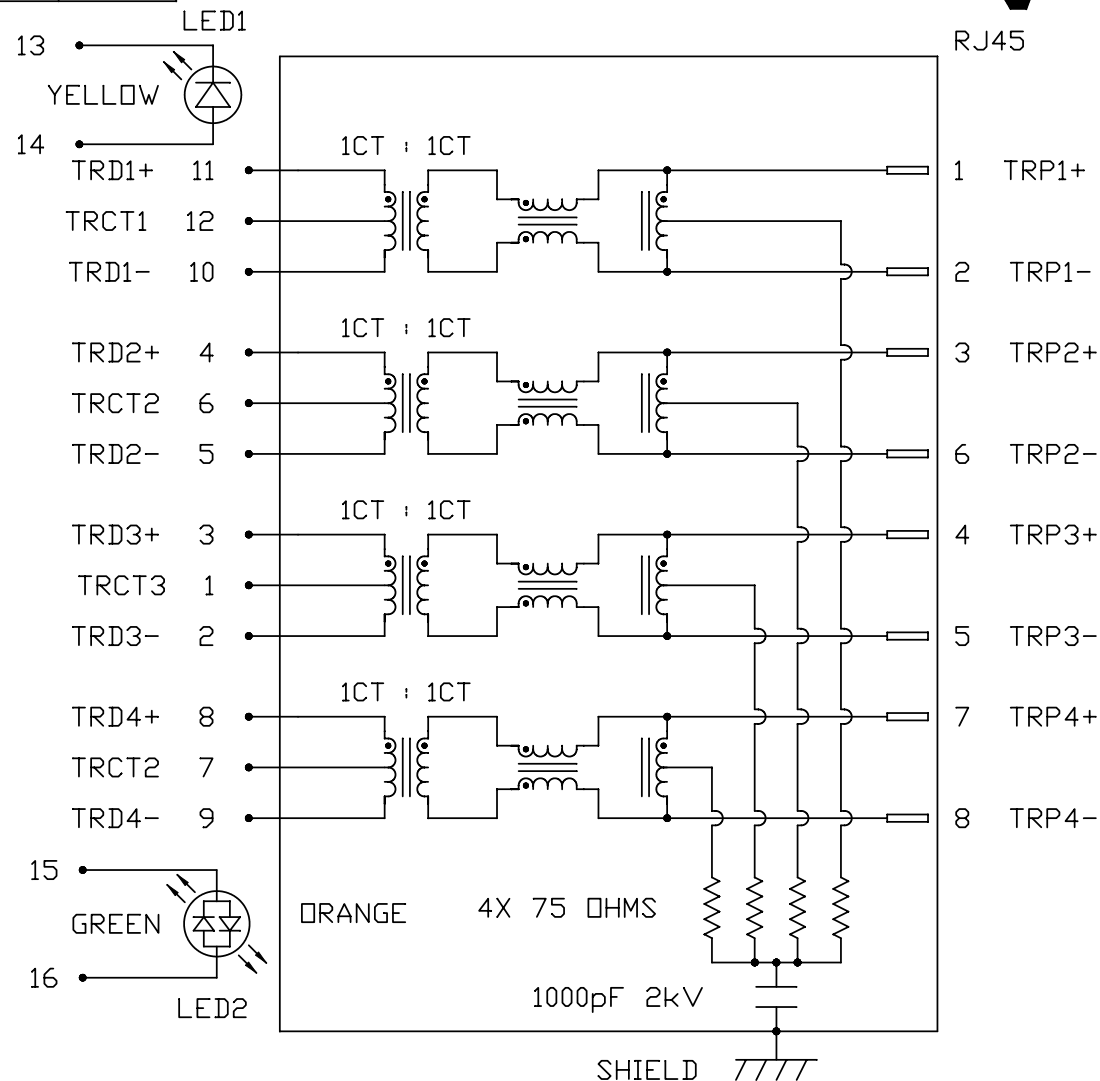 LED1
13
RJ45
YELLOW
14
1CT : 1CT
TRD1+ 11 1 TRP1+
TRCT1 12
TRD1- 10 2 TRP1-
1CT : 1CT
TRD2+ 4 3 TRP2+
TRCT2 6
TRD2- 5 6 TRP2-
1CT : 1CT
TRD3+ 3 4 TRP3+
TRCT3 1
TRD3- 2 5 TRP3-
1CT : 1CT
TRD4+ 8 7 TRP4+
TRCT2 7
TRD4- 9 8 TRP4-
15
GREEN ORANGE 4X 75 OHMS
16
LED2
1000pF 2kV
SHIELD